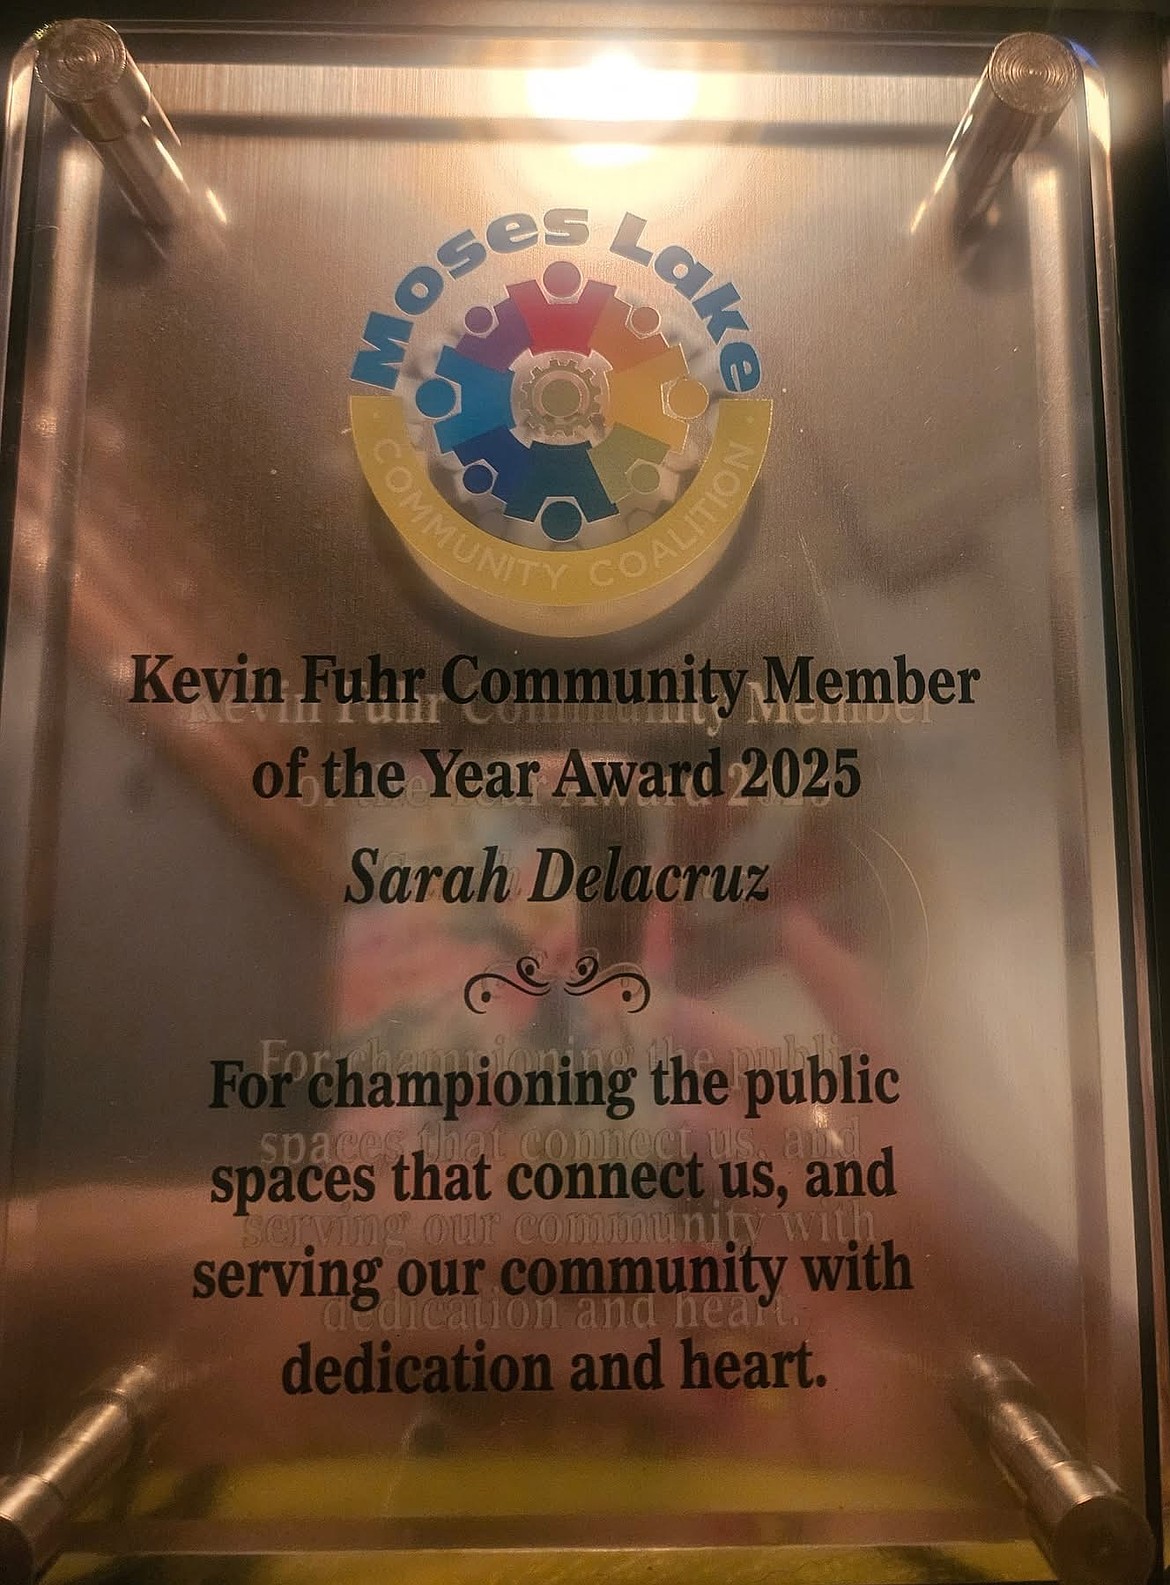 Moses Lake
COMMUNITY COALITION
Kevin Fuhr Community Member
of the Year Award 2025
Sarah Delacruz
For championing the public
spaces that connect us, and
serving our community with
dedication and heart.